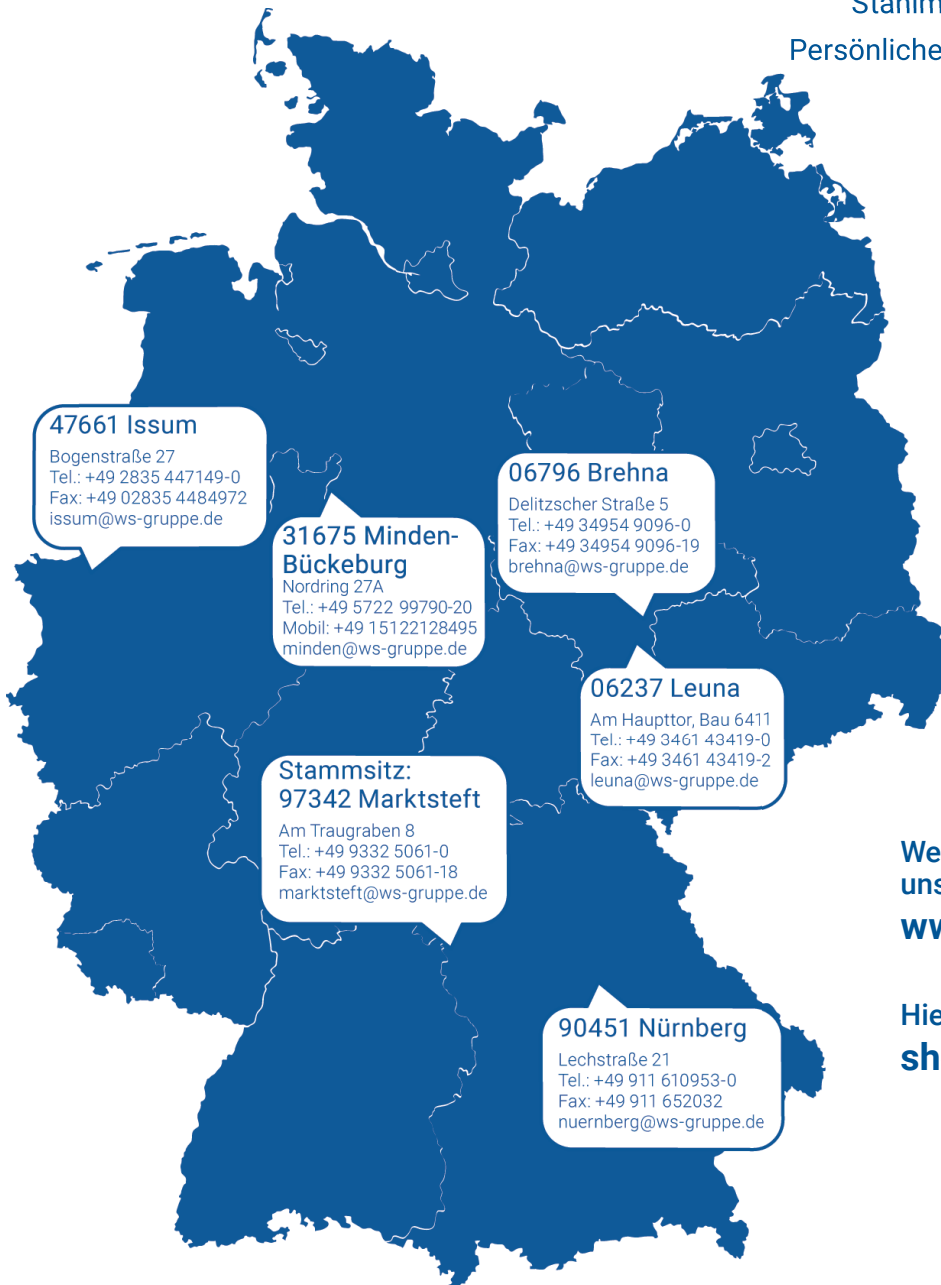 Persönliche
47661 Issum
Bogenstraße 27
Tel.: +49 2835 447149-0
Fax: +49 02835 4484972
issum@ws-gruppe.de
31675 Minden-
Bückeburg
Nordring 27A
Tel.: +49 5722 99790-20
Mobil: +49 15122128495
minden@ws-gruppe.de
06796 Brehna
Delitzscher Straße 5
Tel.: +49 34954 9096-0
Fax: +49 34954 9096-19
brehna@ws-gruppe.de
06237 Leuna
Am Haupttor, Bau 6411
Tel.: +49 3461 43419-0
Fax: +49 3461 43419-2
leuna@ws-gruppe.de
Stammsitz:
97342 Marktsteft
Am Traugraben 8
Tel.: +49 9332 5061-0
Fax: +49 9332 5061-18
marktsteft@ws-gruppe.de
We
uns
Hie
sh
90451 Nürnberg
Lechstraße 21
Tel.: +49 911 610953-0
Fax: +49 911 652032
nuernberg@ws-gruppe.de